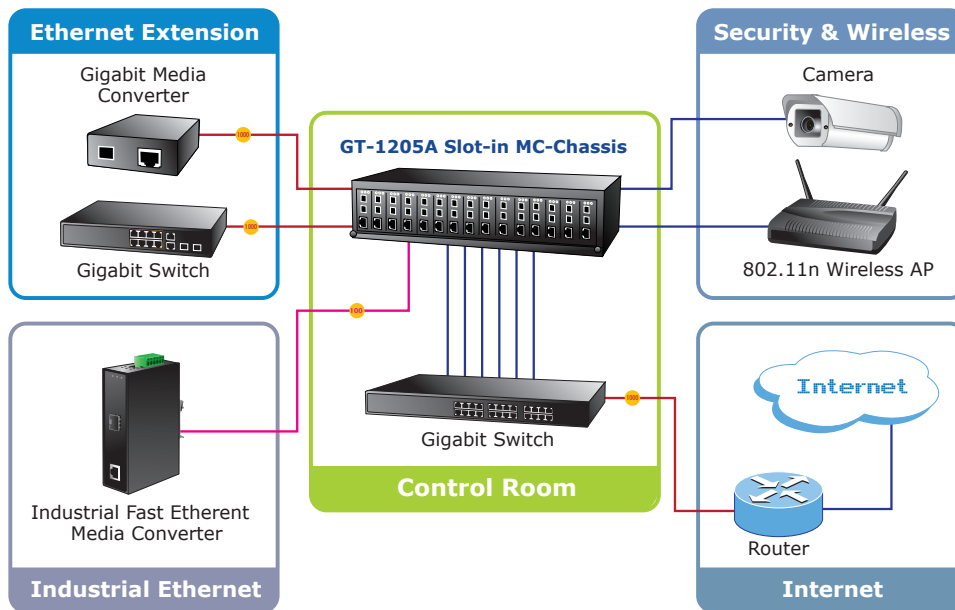 Ethernet Extension
Gigabit Media
Converter
1000
1000
Gigabit Switch
Security & Wireless
Camera
802.11n Wireless AP
GT-1205A Slot-in MC-Chassis
100
1000
Gigabit Switch
Control Room
Industrial Fast Etherent
Media Converter
Industrial Ethernet
Internet
Router
Internet